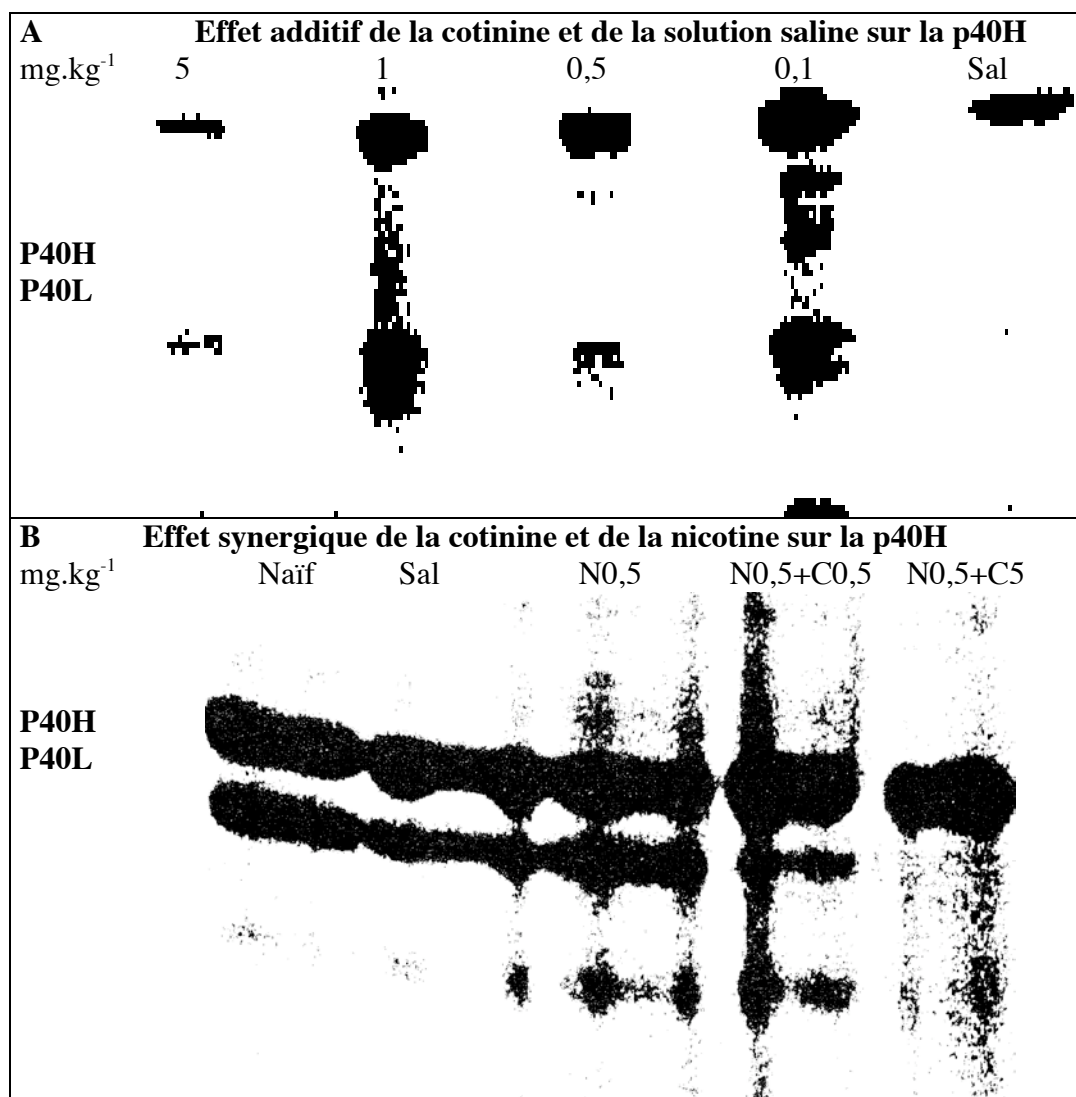 A Effet additif de la cotinine et de la solution saline sur la p40H
mg.kg-1 5 1 0,5 0,1 Sal
P40H
P40L
B Effet synergique de la cotinine et de la nicotine sur la p40H
mg.kg-1 Naïf Sal N0,5 N0,5+C0,5 N0,5+C5
P40H
P40L